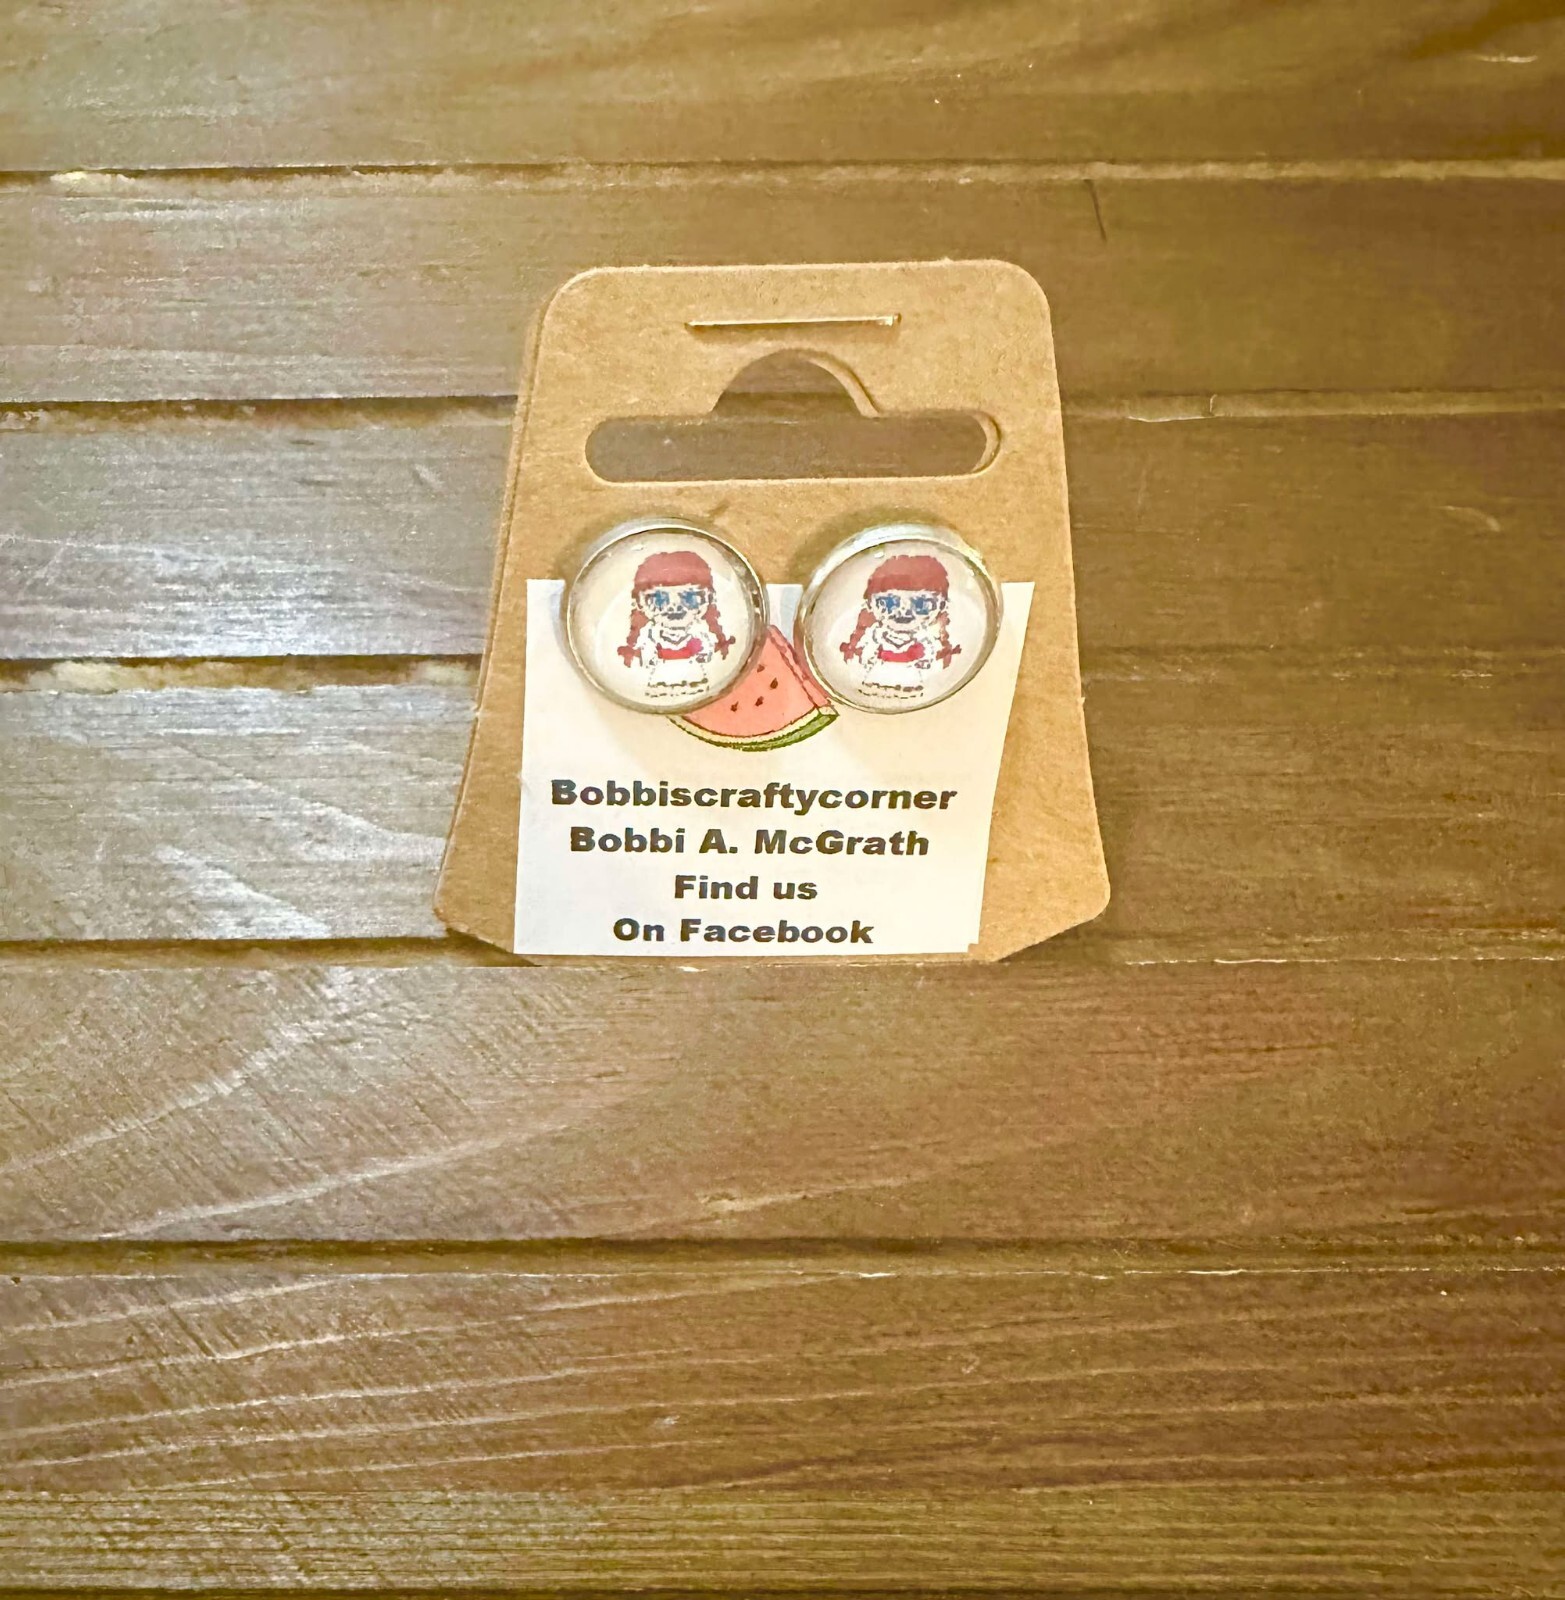 Bobbiscraftycorner
Bobbi A. McGrath
Find us
On Facebook